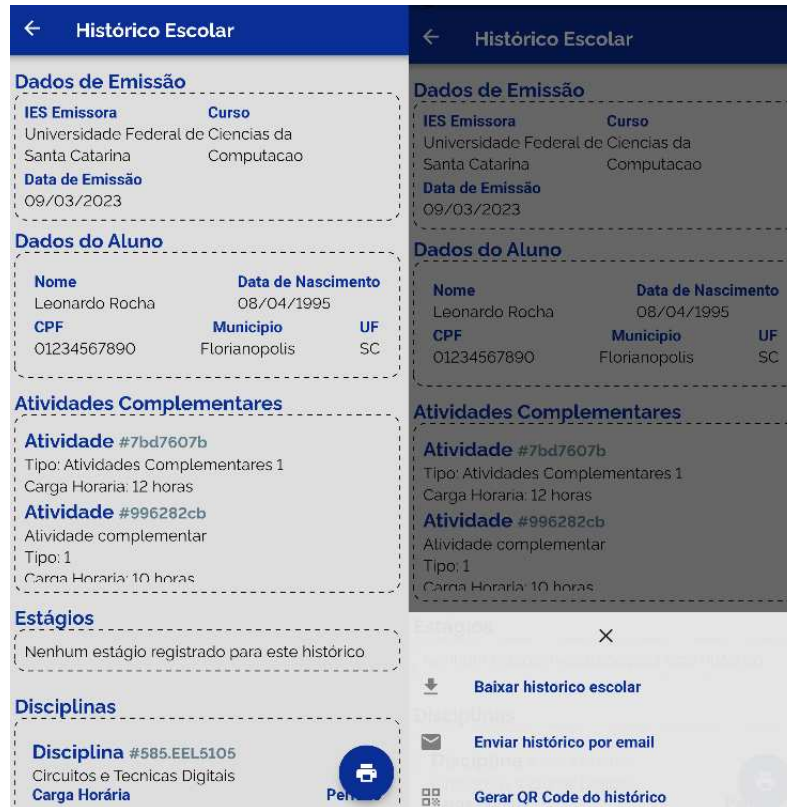 Histórico Escolar
Dados de Emissão
IES Emissora Curso
Universidade Federal de Ciencias da
Santa Catarina Computacao
Data de Emissão
09/03/2023
Dados do Aluno
Nome Data de Nascimento
Leonardo Rocha 08/04/1995
CPF Municipio UF
01234567890 Florianopolis SC
Atividades Complementares
Atividade #7bd7607b
Tipo: Atividades Complementares 1
Carga Horaria: 12 horas
Atividade #996282cb
Atividade complementar
Tipo: 1
Carga Horaria: 10 horas
Estágios
Nenhum estágio registrado para este histórico
Disciplinas
Disciplina #585.EEL5105
Circuitos e Tecnicas Digitais
Carga Horária
Histórico Escolar
Dados de Emissão
IES Emissora Curso
Universidade Federal de Ciencias da
Santa Catarina Computacao
Data de Emissão
09/03/2023
Dados do Aluno
Nome Data de Nascimento
Leonardo Rocha 08/04/1995
CPF Municipio UF
01234567890 Florianopolis SC
Atividades Complementares
Atividade #7bd7607b
Tipo: Atividades Complementares 1
Carga Horaria: 12 horas
Atividade #996282cb
Atividade complementar
Tipo: 1
Carga Horaria: 10 horas
Estágios
Disciplinas
Baixar historico escolar
Enviar histórico por email
Gerar QR Code do histórico